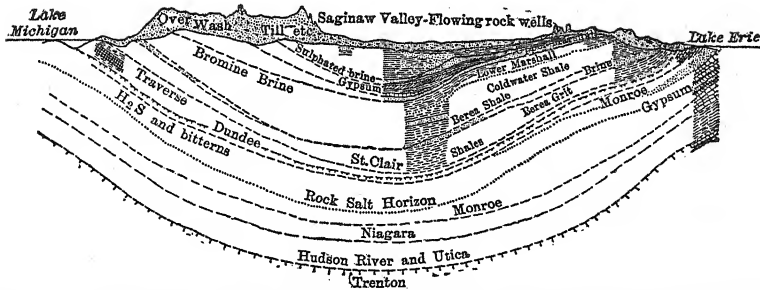 Lake Michigan
Over Wash
Till etc
Saginaw Valley-Flowing rock wells
Lake Erie
Sulphated brine
Gypsum
Lower Marshall
Coldwater Shale
Bromine Brine
Berea Shale
Brine
Traverse
Berea Grit
Monroe
Gypsum
H2S and bitterns
Dundee
St. Clair
Shales
Rock Salt Horizon
Monroe
Niagara
Hudson River and Utica
Trenton